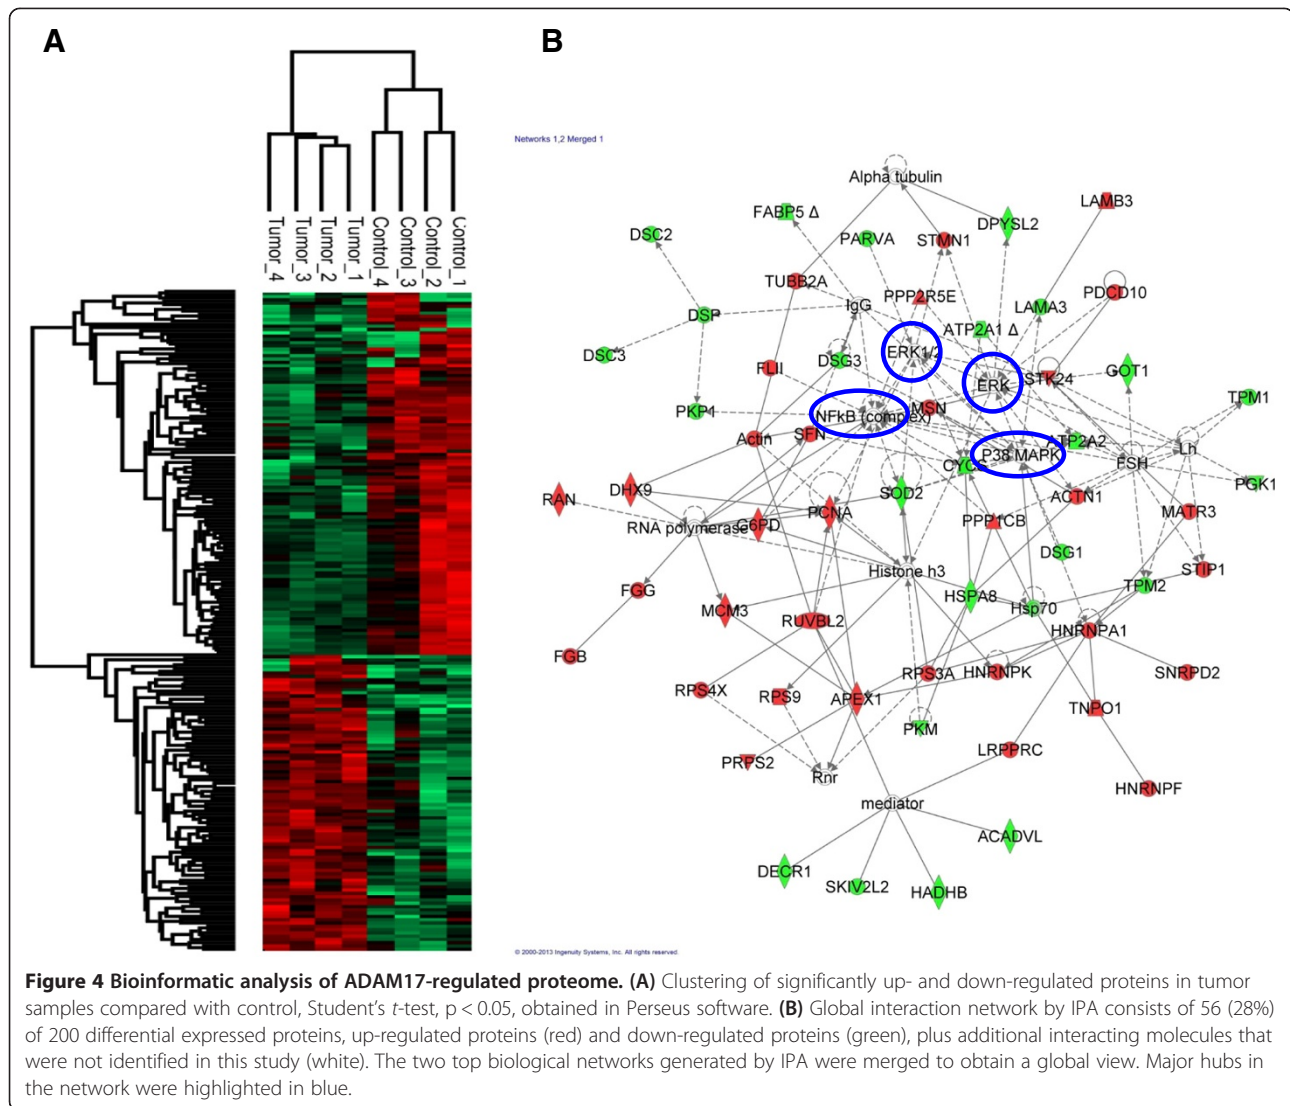 A
B
Networks 1,2 Merged 1
Tumor_4
Tumor_3
Tumor_2
Tumor_1
Control_4
Control_3
Control_2
Control_1
Alpha tubulin
LAMB3
FABP5 Δ
DPYSL2
DSC2
PARVA
STMN1
TUBB2A
PDCD10
PPP2R5E
IgG
LAMA3
DSP
ATP2A1 Δ
DSC3
DSG3
ERK1/2
FLII
ERK
STK24
GOT1
TPM1
PKP1
NFkB (complex)
MSN
Actin
SFN
ATP2A2
Lh
P38 MAPK
FSH
CYCS
PGK1
RAN
DHX9
SOD2
ACTN1
MATR3
RNA polymerase
G6PD
PCNA
PPP1CB
DSG1
Histone h3
STIP1
FGG
HSPA8
Hsp70
TPM2
MCM3
RUVBL2
HNRNPA1
FGB
RPS4X
RPS9
APEX1
RPS3A
HNRNPK
SNRPD2
TNPO1
PKM
PRPS2
Rnr
LRPPRC
HNRNPF
mediator
ACADVL
DECR1
SKIV2L2
HADHB
© 2000-2013 Ingenuity Systems, Inc. All rights reserved.
Figure 4 Bioinformatic analysis of ADAM17-regulated proteome. (A) Clustering of significantly up- and down-regulated proteins in tumor
samples compared with control, Student's t-test, p < 0.05, obtained in Perseus software. (B) Global interaction network by IPA consists of 56 (28%)
of 200 differential expressed proteins, up-regulated proteins (red) and down-regulated proteins (green), plus additional interacting molecules that
were not identified in this study (white). The two top biological networks generated by IPA were merged to obtain a global view. Major hubs in
the network were highlighted in blue.